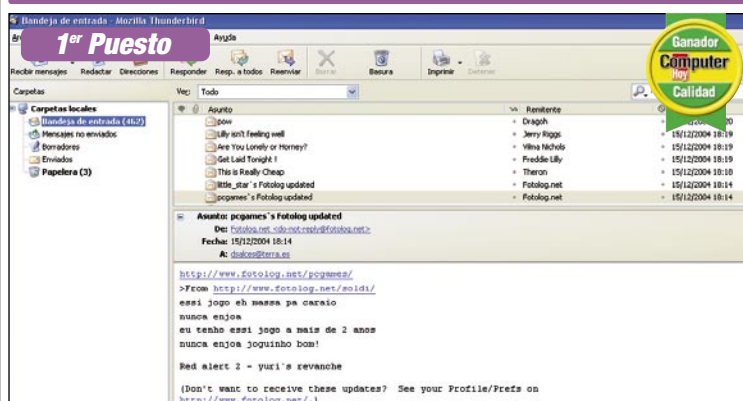 Bandeja de entrada - Mozilla Thunderbird
1er Puesto
Ayuda
Ganador
Computer
Hoy
Calidad
Recibir mensajes Redactar Direcciones Responder Resp. a todos Reenviar Borrar Basura Imprimir Detener
Carpetas Ver: Todo
Carpetas locales
Bandeja de entrada (462)
Mensajes no enviados
Borradores
Enviados
Papelera (3)
Asunto Remitente
pow Dragoh
Lilly isn't feeling well Jerry Riggs 15/12/2004 18:19
Are You Lonely or Horney? Vilma Nichols 15/12/2004 18:19
Get Laid Tonight ! Freddie Lilly 15/12/2004 18:19
This is Really Cheap Theron 15/12/2004 18:18
little_star`s Fotolog updated Fotolog.net 15/12/2004 18:14
pcgames`s Fotolog updated Fotolog.net 15/12/2004 18:14
Asunto: pcgames`s Fotolog updated
De: Fotolog.net <do-not-reply@fotolog.net>
Fecha: 15/12/2004 18:14
A: dsalces@terra.es
http://www.fotolog.net/pcgames/
>From http://www.fotolog.net/soldi/
essi jogo eh massa pa caraio
nunca enjoa
eu tenho essi jogo a mais de 2 anos
nunca enjoa joguinho bom!
Red alert 2 - yuri's revanche
(Don't want to receive these updates? See your Profile/Prefs on
http://www.fotolog.net/.)